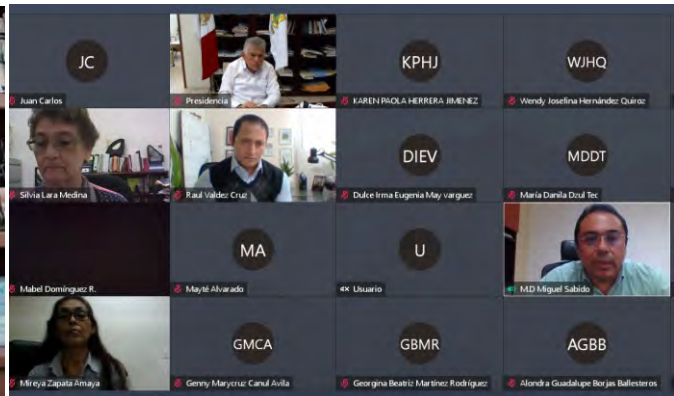 JC
Juan Carlos
Presidencia
KPHJ
KAREN PAOLA HERRERA JIMENEZ
WJHQ
Wendy Josefina Hernández Quiroz
Silvia Lara Medina
Raul Valdez Cruz
DIEV
Dulce Irma Eugenia May varguez
MDDT
María Danila Dzul Tec
Mabel Domínguez R.
MA
Mayté Alvarado
U
Usuario
M.D Miguel Sabido
Mireya Zapata Amaya
GMCA
Genny Marycruz Canul Avila
GBMR
Georgina Beatriz Martínez Rodríguez
AGBB
Alondra Guadalupe Borjas Ballesteros